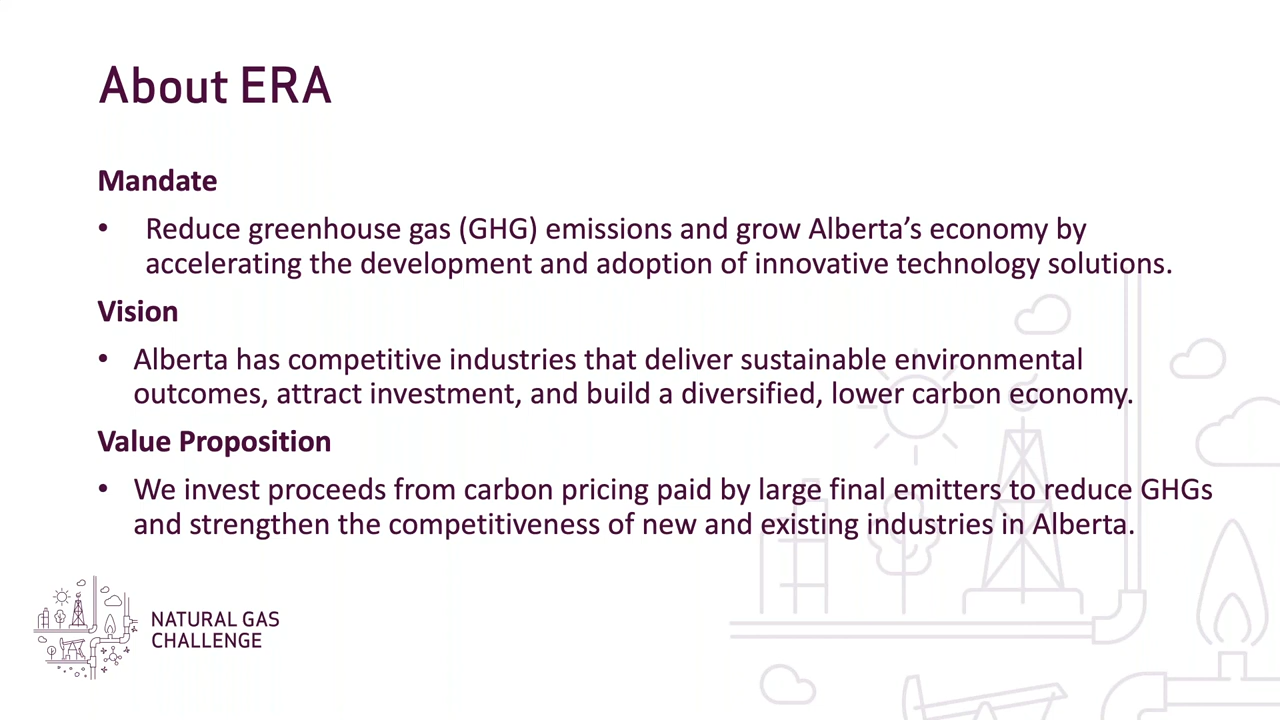 About ERA
Mandate
• Reduce greenhouse gas (GHG) emissions and grow Alberta’s economy by
accelerating the development and adoption of innovative technology solutions.
Vision
• Alberta has competitive industries that deliver sustainable environmental
outcomes, attract investment, and build a diversified, lower carbon economy.
Value Proposition
• We invest proceeds from carbon pricing paid by large final emitters to reduce GHGs
and strengthen the competitiveness of new and existing industries in Alberta.
NATURAL GAS
CHALLENGE